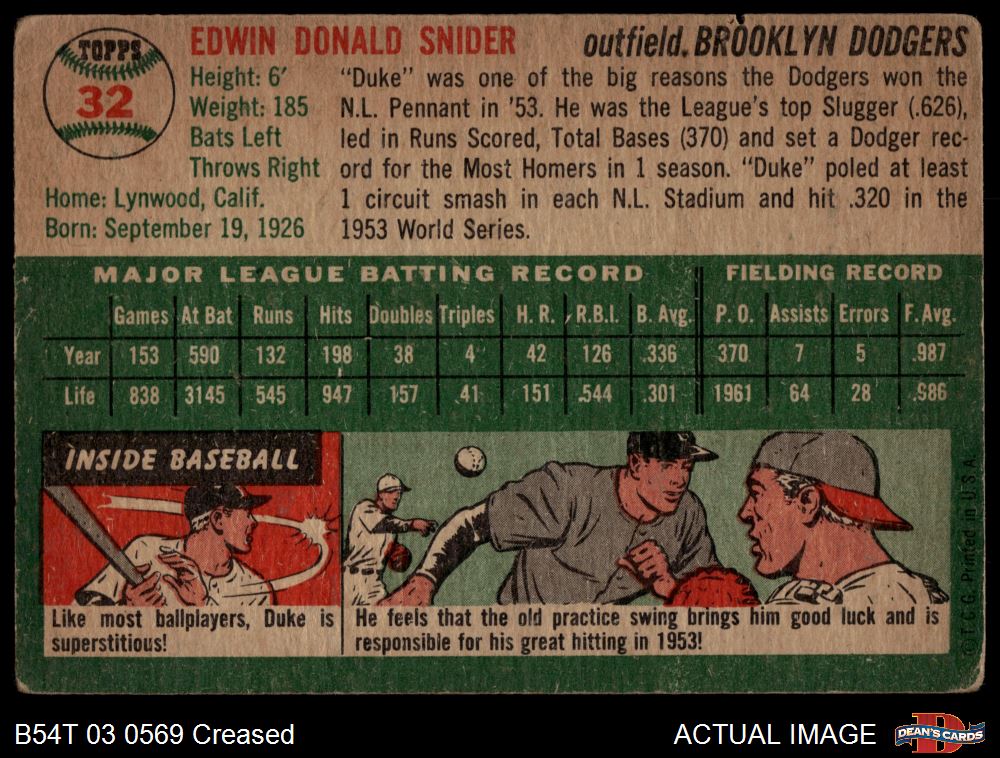 TOPPS
32
EDWIN DONALD SNIDER
outfield. BROOKLYN DODGERS
Height: 6'
Weight: 185
Bats Left
Throws Right
Home: Lynwood, Calif.
Born: September 19, 1926
"Duke" was one of the big reasons the Dodgers won the
N.L. Pennant in '53. He was the League's top Slugger (.626),
led in Runs Scored, Total Bases (370) and set a Dodger rec-
ord for the Most Homers in 1 season. "Duke" poled at least
1 circuit smash in each N.L. Stadium and hit .320 in the
1953 World Series.
MAJOR LEAGUE BATTING RECORD FIELDING RECORD
Games At Bat Runs Hits Doubles Triples H. R. R.B.I. B. Avg. P. O. Assists Errors F. Avg.
Year 153 590 132 198 38 4 42 126 .336 370 7 5 .987
Life 838 3145 545 947 157 41 151 544 .301 1961 64 28 .986
INSIDE BASEBALL
Like most ballplayers, Duke is
superstitious!
He feels that the old practice swing brings him good luck and is
responsible for his great hitting in 1953!
© T.C.G. Printed in U.S.A.
B54T 03 0569 Creased
ACTUAL IMAGE
D
DEAN'S CARDS